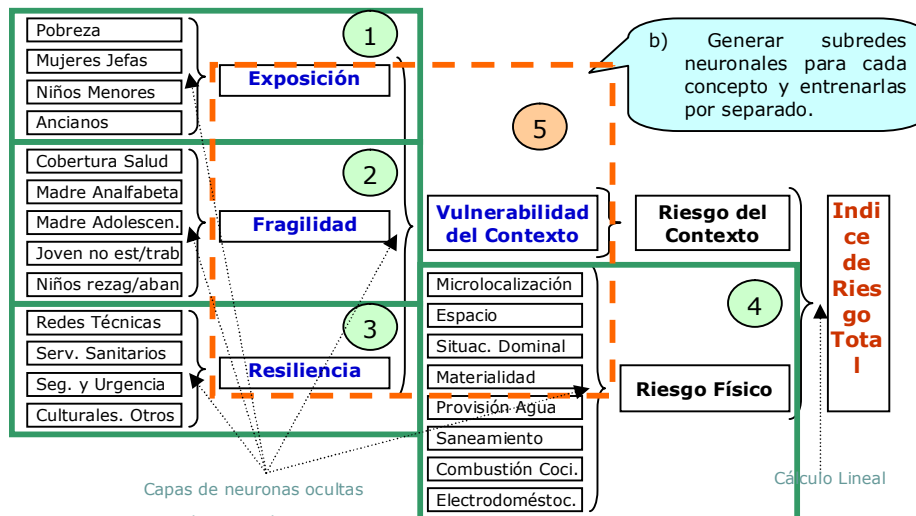 Pobreza
Mujeres Jefas
Niños Menores
Ancianos
1
Exposición
Cobertura Salud
Madre Analfabeta
Madre Adolescen.
Joven no est/trab
Niños rezag/aban
2
Fragilidad
Redes Técnicas
Serv. Sanitarios
Seg. y Urgencia
Culturales. Otros
3
Resiliencia
5
b) Generar subredes
neuronales para cada
concepto y entrenarlas
por separado.
Vulnerabilidad
del Contexto
Riesgo del
Contexto
Microlocalización
Espacio
Situac. Dominal
Materialidad
Provisión Agua
Saneamiento
Combustión Coci.
Electrodoméstoc.
4
Riesgo Físico
Indi
ce
de
Ries
go
Tota
l
Capas de neuronas ocultas
Cálculo Lineal